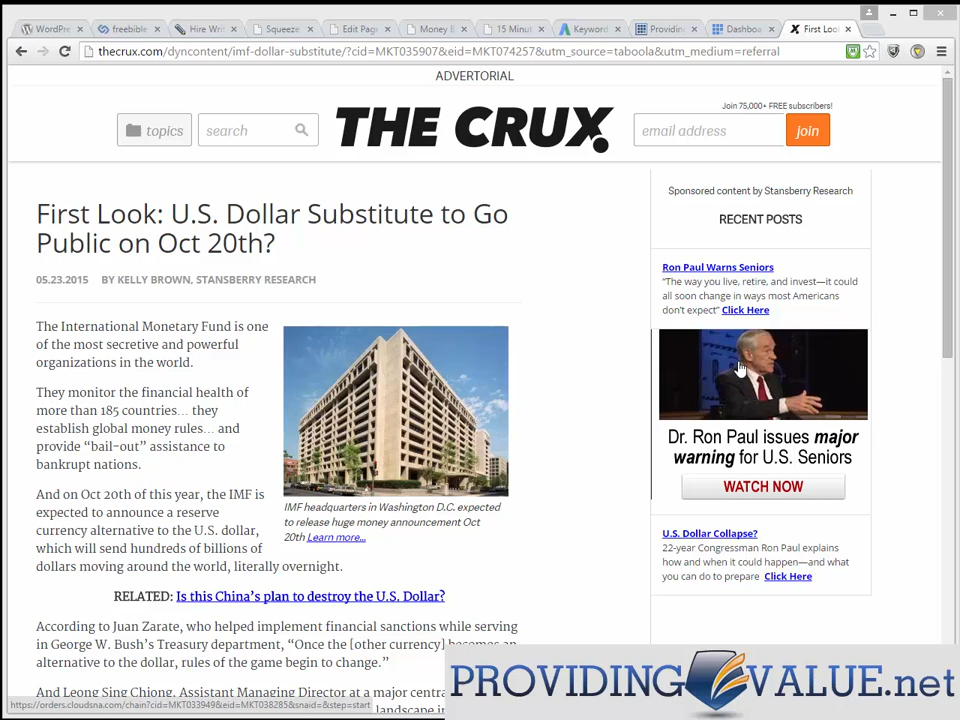 WordPre
freebible
Hire Wri
Squeeze
Edit Page
Money B
15 Minut
Keyword
Providin
Dashboa
First Loo
thecrux.com/dyncontent/imf-dollar-substitute/?cid=MKT035907&eid=MKT074257&utm_source=taboola&utm_medium=referral
ADVERTORIAL
topics
search
THE CRUX
Join 75,000+ FREE subscribers!
email address
join
First Look: U.S. Dollar Substitute to Go
Public on Oct 20th?
05.23.2015 BY KELLY BROWN, STANSBERRY RESEARCH
The International Monetary Fund is one
of the most secretive and powerful
organizations in the world.
They monitor the financial health of
more than 185 countries… they
establish global money rules… and
provide “bail-out” assistance to
bankrupt nations.
And on Oct 20th of this year, the IMF is
expected to announce a reserve
currency alternative to the U.S. dollar,
which will send hundreds of billions of
dollars moving around the world, literally overnight.
IMF headquarters in Washington D.C. expected
to release huge money announcement Oct
20th Learn more...
RELATED: Is this China’s plan to destroy the U.S. Dollar?
According to Juan Zarate, who helped implement financial sanctions while serving
in George W. Bush’s Treasury department, “Once the [other currency] becomes an
alternative to the dollar, rules of the game begin to change.”
And Leong Sing Chiong, Assistant Managing Director at a major centra
landscape in
Sponsored content by Stansberry Research
RECENT POSTS
Ron Paul Warns Seniors
“The way you live, retire, and invest—it could
all soon change in ways most Americans
don’t expect” Click Here
Dr. Ron Paul issues major
warning for U.S. Seniors
WATCH NOW
U.S. Dollar Collapse?
22-year Congressman Ron Paul explains
how and when it could happen—and what
you can do to prepare Click Here
https://orders.cloudsna.com/chain?cid=MKT033949&eid=MKT038285&snaid=&step=start
PROVIDING VALUE.net